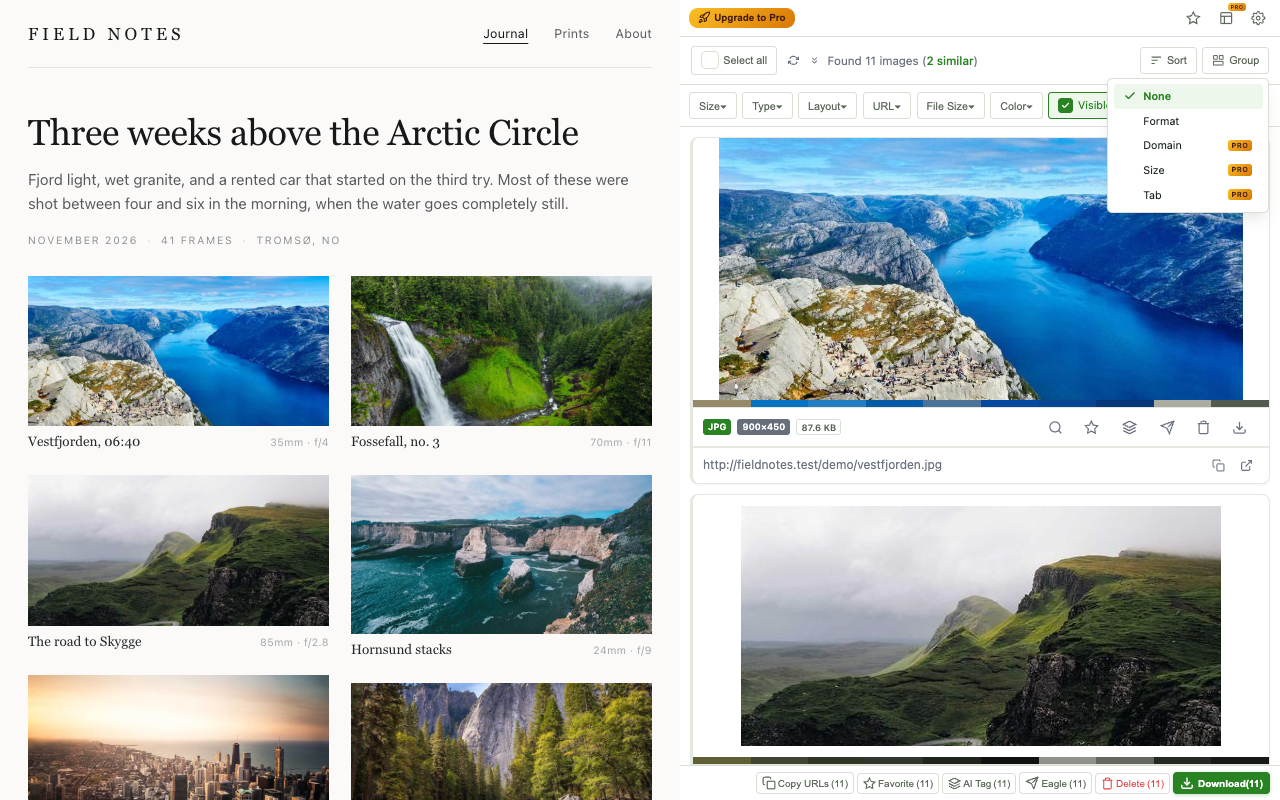 FIELD NOTES
Journal Prints About
Three weeks above the Arctic Circle
Fjord light, wet granite, and a rented car that started on the third try. Most of these were
shot between four and six in the morning, when the water goes completely still.
NOVEMBER 2026 · 41 FRAMES · TROMSØ, NO
Vestfjorden, 06:40 35mm · f/4
Fossefall, no. 3 70mm · f/11
The road to Skygge 85mm · f/2.8
Hornsund stacks 24mm · f/9
Upgrade to Pro
PRO
Select all Found 11 images (2 similar) Sort Group
Size Type Layout URL File Size Color
None
Format
Domain PRO
Size PRO
Tab PRO
JPG 900×450 87.6 KB
http://fieldnotes.test/demo/vestfjorden.jpg
Copy URLs (11) Favorite (11) AI Tag (11) Eagle (11) Delete (11) Download(11)